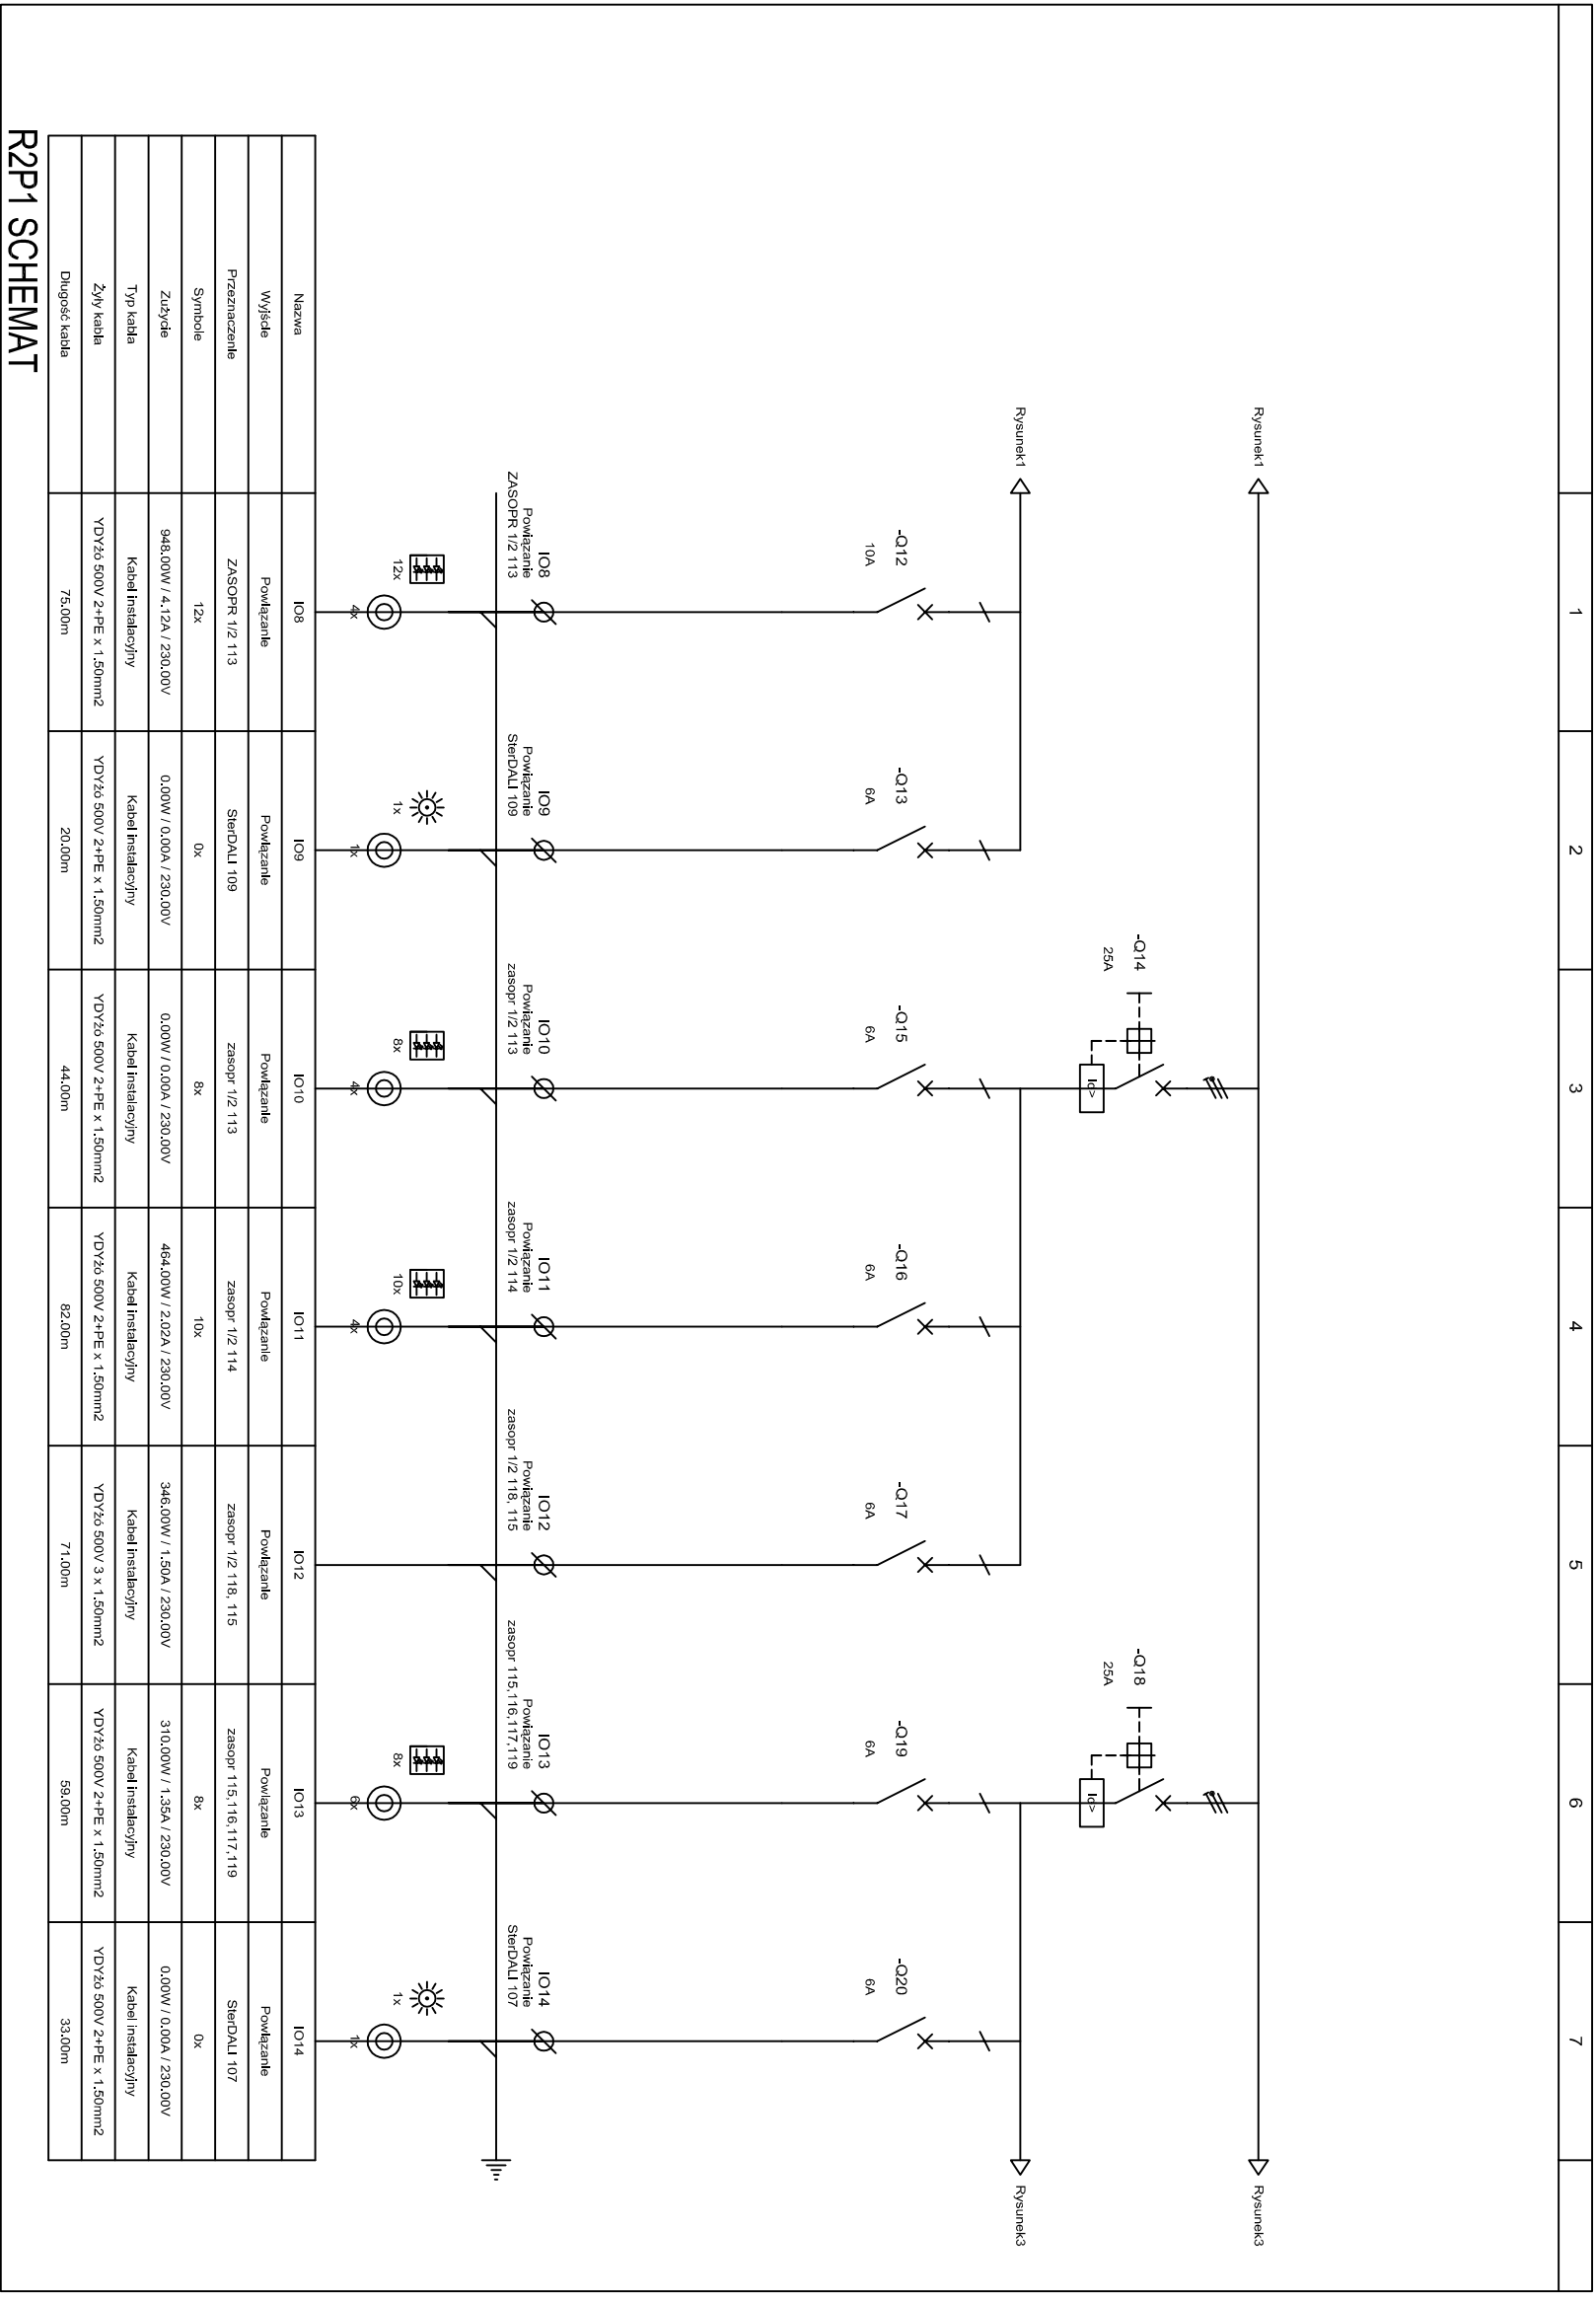 1 2 3 4 5 6 7
Rysunek1 Rysunek3
-Q14 -Q18
25A 25A
Id> Id>
Rysunek1 Rysunek3
-Q12 -Q13 -Q15 -Q16 -Q17 -Q19 -Q20
10A 6A 6A 6A 6A 6A 6A
IO8 IO9 IO10 IO11 IO12 IO13 IO14
Powiązanie Powiązanie Powiązanie Powiązanie Powiązanie Powiązanie Powiązanie
ZASOPR 1/2 113 SterDALI 109 zasopr 1/2 113 zasopr 1/2 114 zasopr 1/2 118, 115 zasopr 115,116,117,119 SterDALI 107
12x 1x 8x 10x 8x 1x
4x 1x 4x 4x 6x 1x
Nazwa IO8 IO9 IO10 IO11 IO12 IO13 IO14
Wyjście Powiązanie Powiązanie Powiązanie Powiązanie Powiązanie Powiązanie Powiązanie
Przeznaczenie ZASOPR 1/2 113 SterDALI 109 zasopr 1/2 113 zasopr 1/2 114 zasopr 1/2 118, 115 zasopr 115,116,117,119 SterDALI 107
Symbole 12x 0x 8x 10x 8x 0x
Zużycie 948.00W / 4.12A / 230.00V 0.00W / 0.00A / 230.00V 0.00W / 0.00A / 230.00V 464.00W / 2.02A / 230.00V 346.00W / 1.50A / 230.00V 310.00W / 1.35A / 230.00V 0.00W / 0.00A / 230.00V
Typ kabla Kabel instalacyjny Kabel instalacyjny Kabel instalacyjny Kabel instalacyjny Kabel instalacyjny Kabel instalacyjny Kabel instalacyjny
Żyły kabla YDYżó 500V 2+PE x 1.50mm2 YDYżó 500V 2+PE x 1.50mm2 YDYżó 500V 2+PE x 1.50mm2 YDYżó 500V 2+PE x 1.50mm2 YDYżó 500V 3 x 1.50mm2 YDYżó 500V 2+PE x 1.50mm2 YDYżó 500V 2+PE x 1.50mm2
Długość kabla 75.00m 20.00m 44.00m 82.00m 71.00m 59.00m 33.00m
R2P1 SCHEMAT